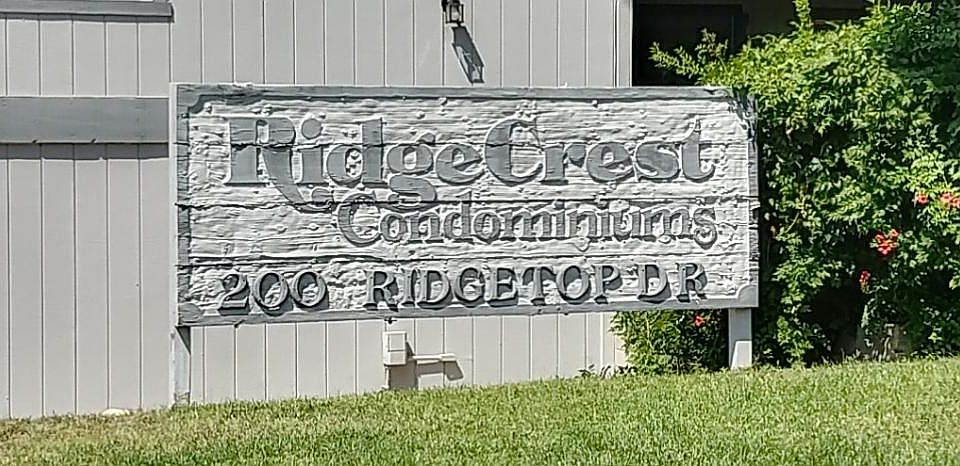 RidgeCrest
Condominiums
200 RIDGETOP DR